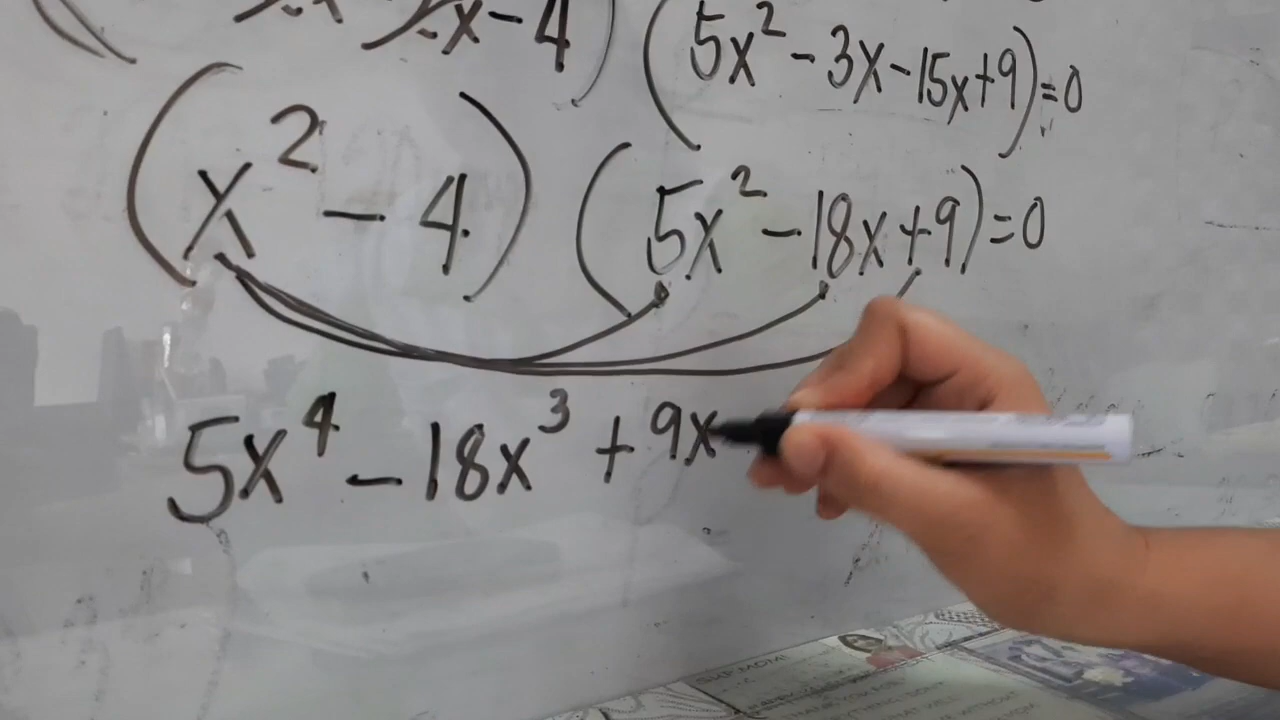 x - 4) (5x² - 3x - 15x + 9) = 0
(x² - 4) (5x² - 18x + 9) = 0
5x⁴ - 18x³ + 9x